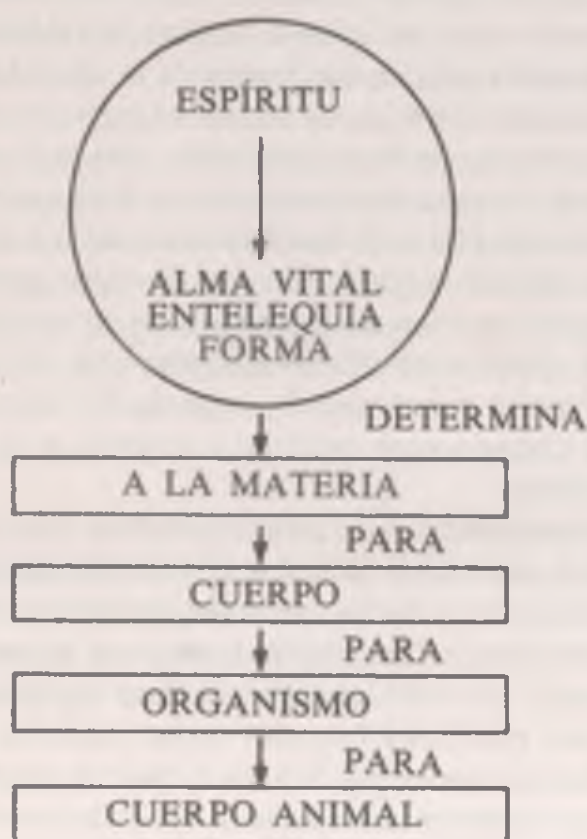 ESPÍRITU
ALMA VITAL
ENTELEQUIA
FORMA
DETERMINA
A LA MATERIA
PARA
CUERPO
PARA
ORGANISMO
PARA
CUERPO ANIMAL